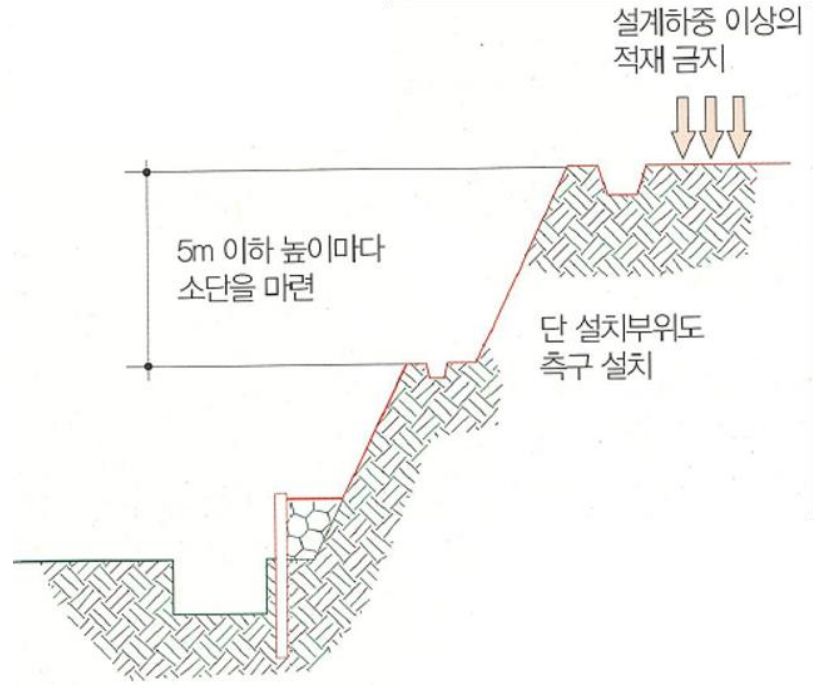 설계하중 이상의
적재 금지
5m 이하 높이마다
소단을 마련
단 설치부위도
측구 설치